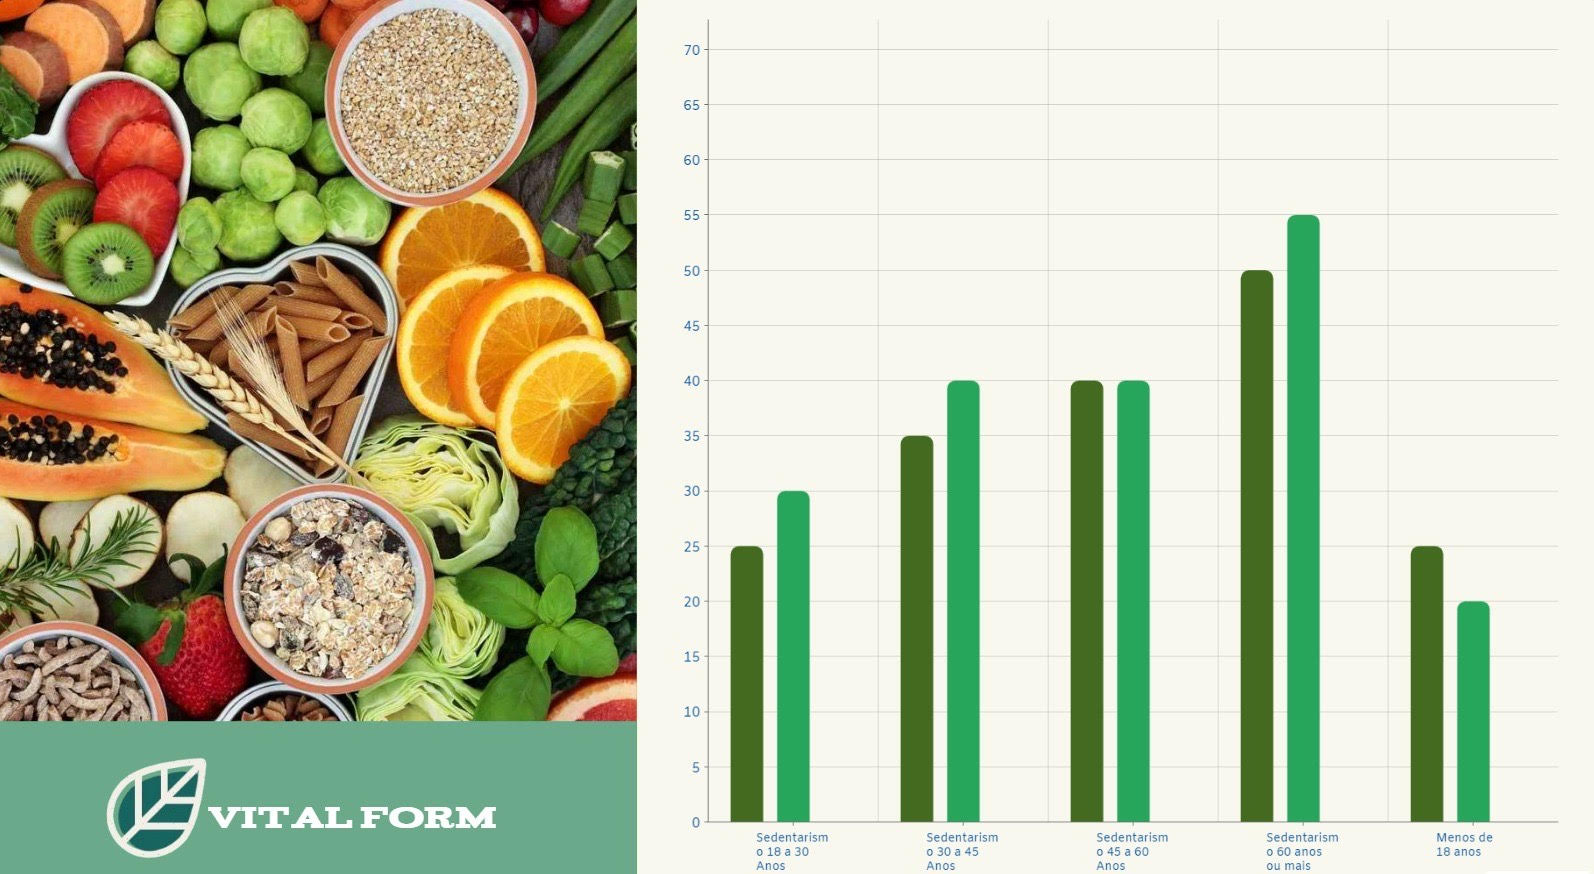 VITAL FORM
70
65
60
55
50
45
40
35
30
25
20
15
10
5
0
Sedentarism
o 18 a 30
Anos
Sedentarism
o 30 a 45
Anos
Sedentarism
o 45 a 60
Anos
Sedentarism
o 60 anos
ou mais
Menos de
18 anos